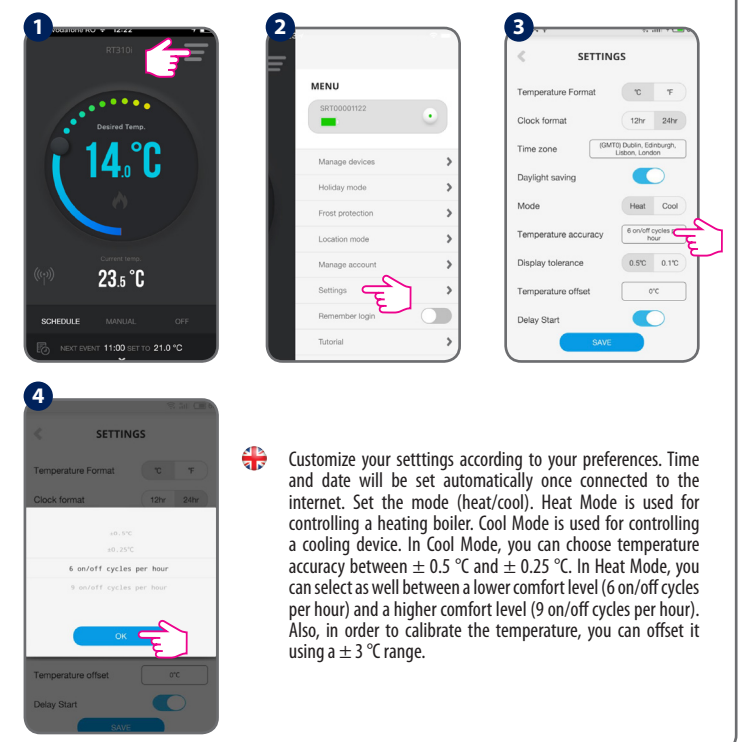 1
vodafone RO 12:22
RT310i
Desired Temp.
14.0°C
Current temp.
23.5 °C
SCHEDULE MANUAL OFF
NEXT EVENT 11:00 SET TO 21.0 °C
2
MENU
SRT00001122
Manage devices
Holiday mode
Frost protection
Location mode
Manage account
Settings
Remember login
Tutorial
3
SETTINGS
Temperature Format °C °F
Clock format 12hr 24hr
Time zone (GMT0) Dublin, Edinburgh,
Lisbon, London
Daylight saving
Mode Heat Cool
Temperature accuracy 6 on/off cycles
hour
Display tolerance 0.5°C 0.1°C
Temperature offset 0°C
Delay Start
SAVE
4
SETTINGS
Temperature Format °C °F
Clock format 12hr 24hr
±0.25°C
6 on/off cycles per hour
9 on/off cycles per hour
OK
Temperature offset 0°C
Delay Start
SAVE
Customize your setttings according to your preferences. Time
and date will be set automatically once connected to the
internet. Set the mode (heat/cool). Heat Mode is used for
controlling a heating boiler. Cool Mode is used for controlling
a cooling device. In Cool Mode, you can choose temperature
accuracy between ± 0.5 °C and ± 0.25 °C. In Heat Mode, you
can select as well between a lower comfort level (6 on/off cycles
per hour) and a higher comfort level (9 on/off cycles per hour).
Also, in order to calibrate the temperature, you can offset it
using a ± 3 °C range.